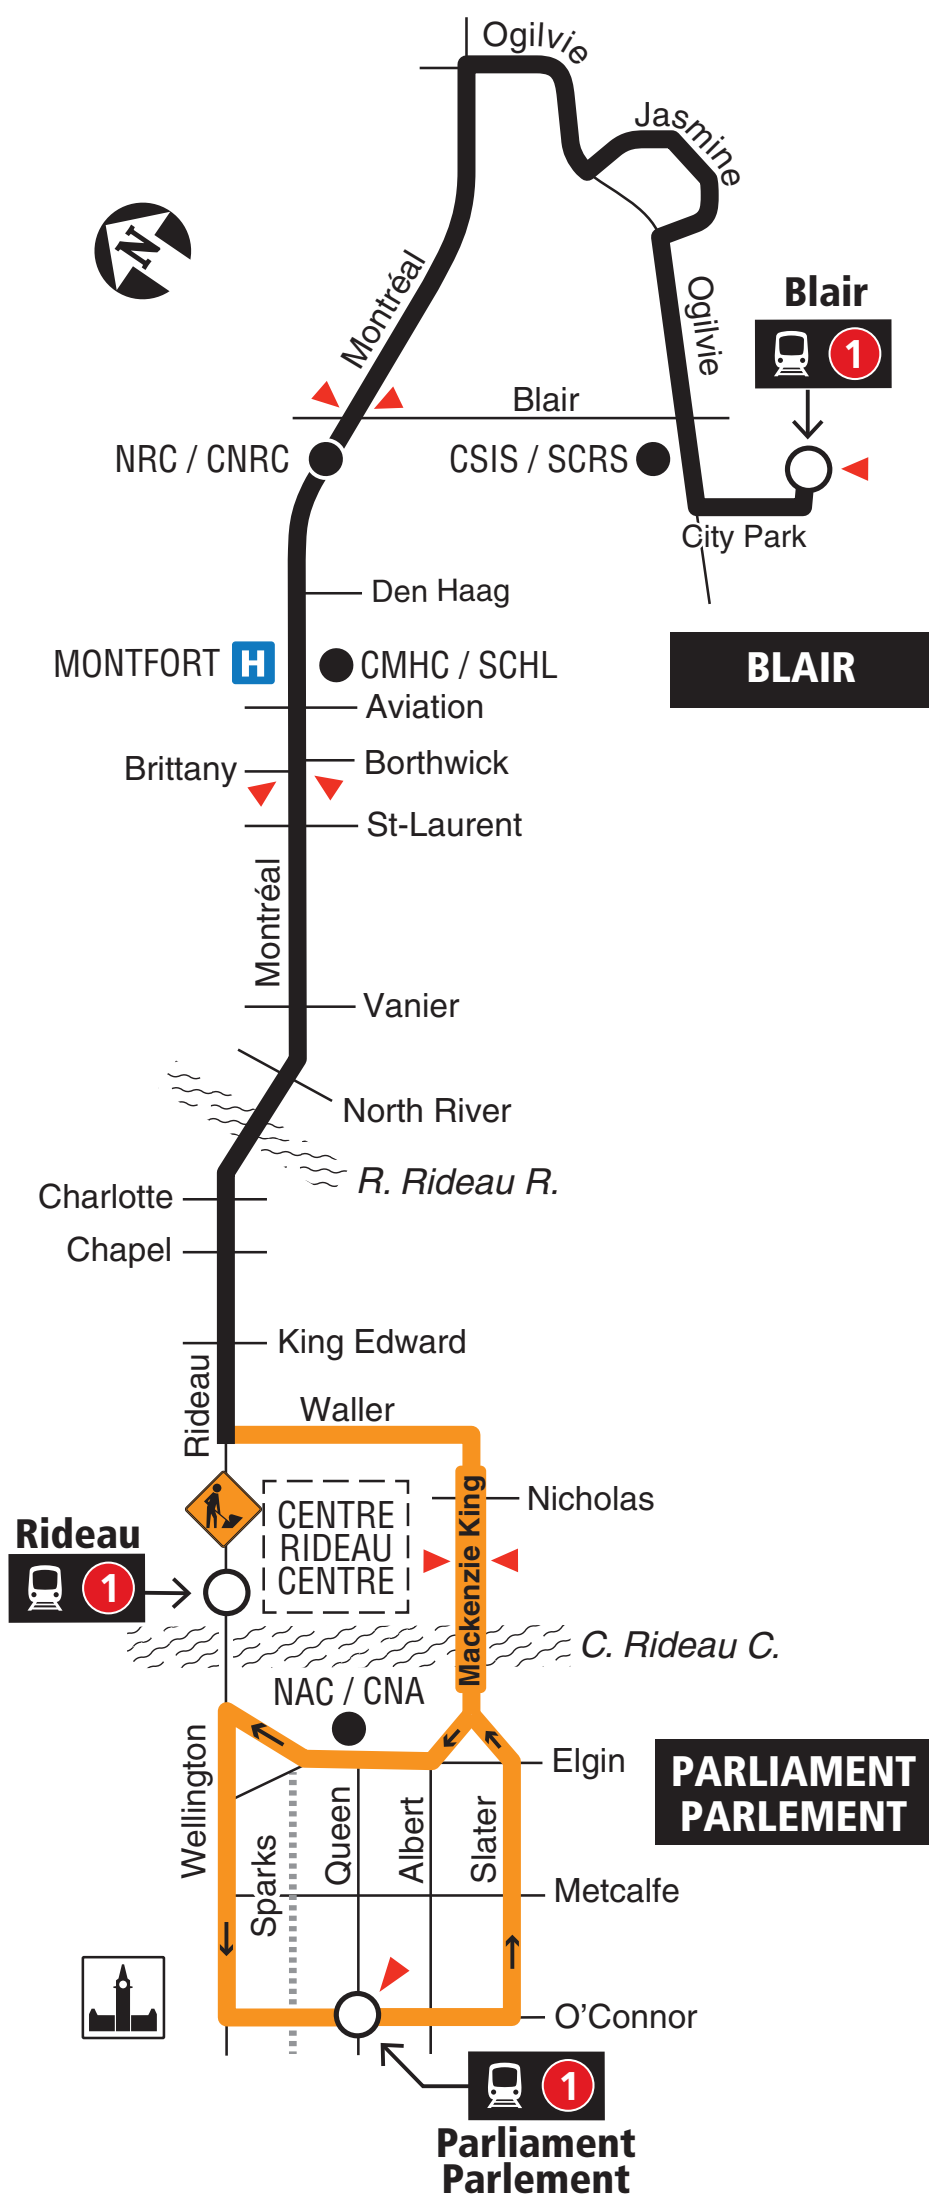 Ogilvie
Jasmine
N
Montréal
Ogilvie
Blair
1
Blair
NRC / CNRC
CSIS / SCRS
City Park
Den Haag
MONTFORT H
CMHC / SCHL
BLAIR
Aviation
Brittany
Borthwick
St-Laurent
Montréal
Vanier
North River
R. Rideau R.
Charlotte
Chapel
King Edward
Rideau
Waller
Mackenzie King
Nicholas
CENTRE
RIDEAU
CENTRE
Rideau
1
C. Rideau C.
NAC / CNA
Elgin
PARLIAMENT
PARLEMENT
Wellington
Sparks
Queen
Albert
Slater
Metcalfe
O'Connor
1
Parliament
Parlement